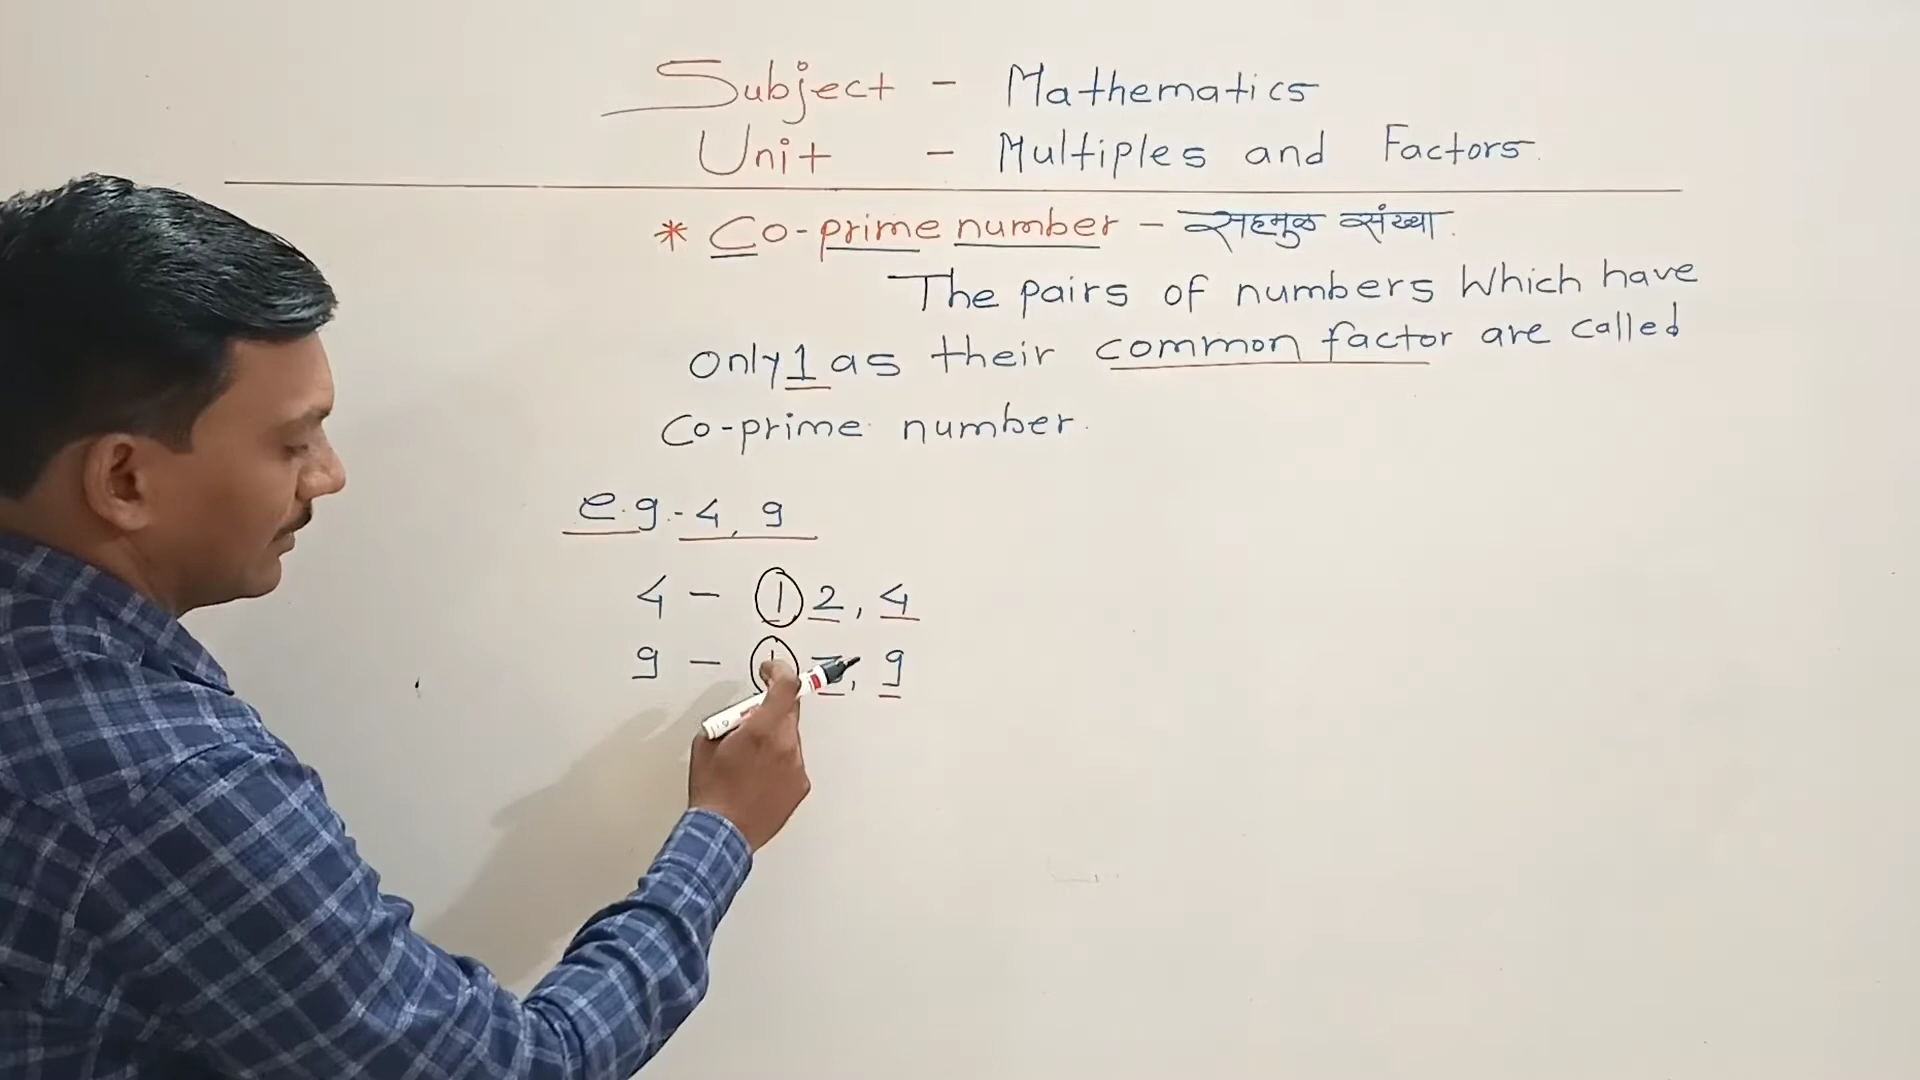 Subject - Mathematics
Unit - Multiples and Factors.
* Co-prime number - सहमुळ संख्या.
The pairs of numbers Which have
only 1 as their common factor are called
Co-prime number.
e.g.- 4, 9
4 - 1 2, 4
9 - 1 , 9